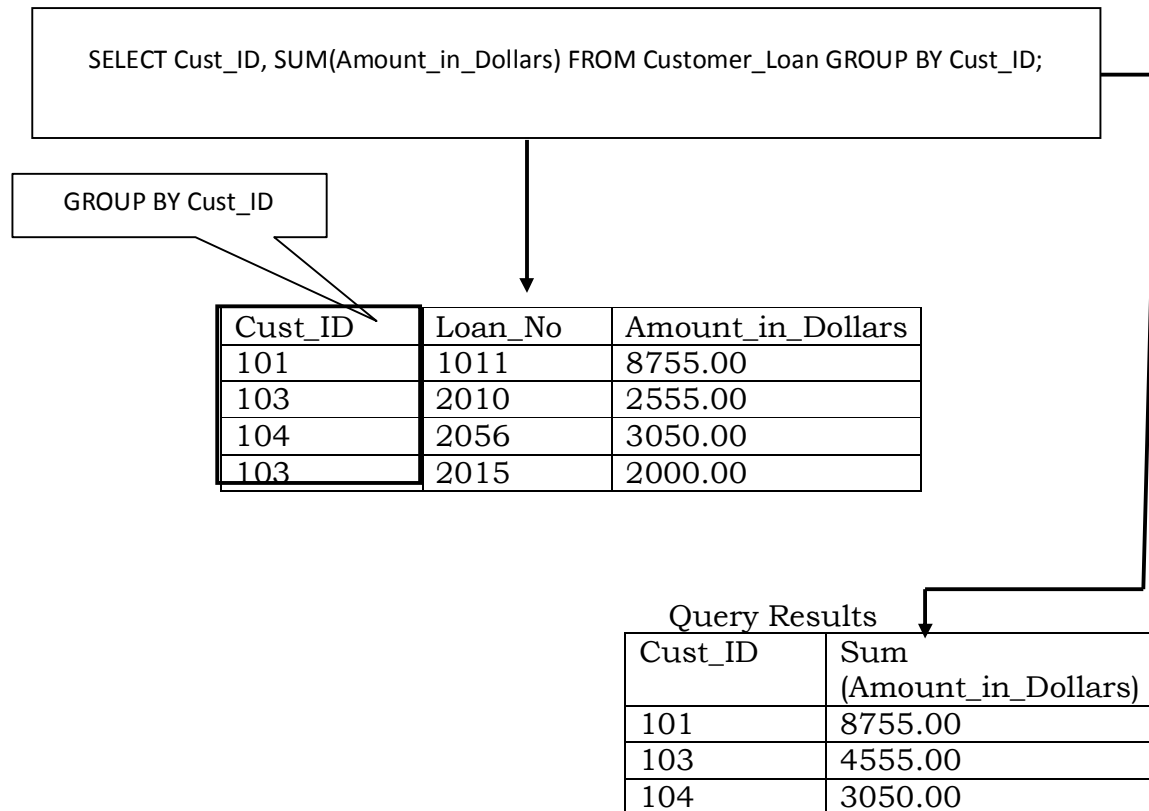 SELECT Cust_ID, SUM(Amount_in_Dollars) FROM Customer_Loan GROUP BY Cust_ID;
GROUP BY Cust_ID
Cust_ID Loan_No Amount_in_Dollars
101 1011 8755.00
103 2010 2555.00
104 2056 3050.00
103 2015 2000.00
Query Results
Cust_ID Sum
(Amount_in_Dollars)
101 8755.00
103 4555.00
104 3050.00